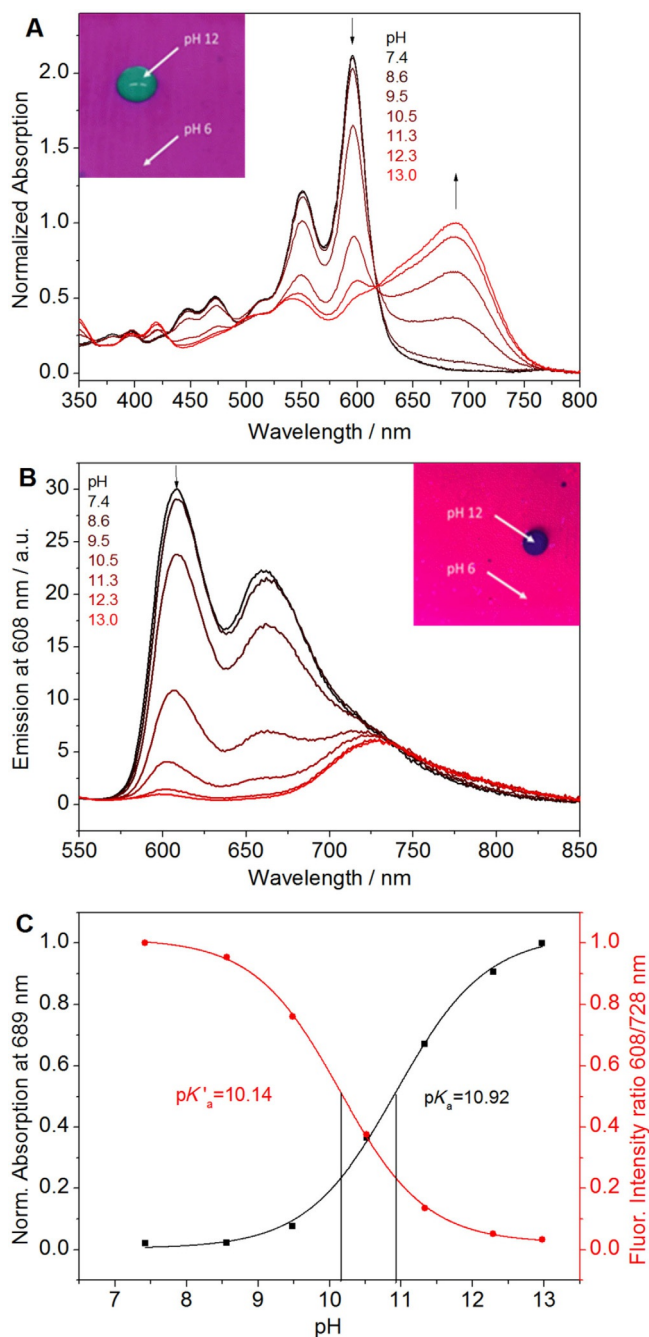 A
pH 12
pH 6
pH
7.4
8.6
9.5
10.5
11.3
12.3
13.0
Normalized Absorption
2.0
1.5
1.0
0.5
0.0
350 400 450 500 550 600 650 700 750 800
Wavelength / nm
B
pH
7.4
8.6
9.5
10.5
11.3
12.3
13.0
pH 12
pH 6
Emission at 608 nm / a.u.
30
25
20
15
10
5
0
550 600 650 700 750 800 850
Wavelength / nm
C
Norm. Absorption at 689 nm
1.0
0.8
0.6
0.4
0.2
0.0
pK'a=10.14
pKa=10.92
1.0
0.8
0.6
0.4
0.2
0.0
Fluor. Intensity ratio 608/728 nm
7 8 9 10 11 12 13
pH